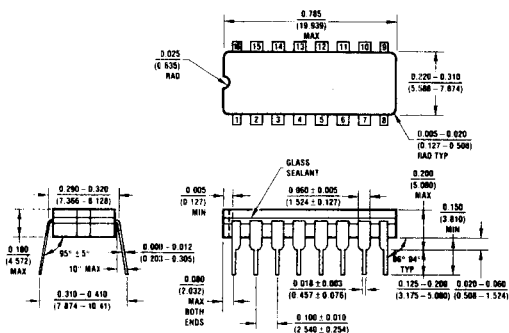 0.785
(19.939)
MAX
16 15 14 13 12 11 10 9
0.025
(0.635)
RAD
0.220-0.310
(5.588-7.874)
1 2 3 4 5 6 7 8
0.005-0.020
(0.127-0.508)
RAD TYP
GLASS
SEALANT
0.290-0.320
(7.366-8.128)
0.005
(0.127)
MIN
0.060 ± 0.005
(1.524 ± 0.127)
0.200
(5.080)
MAX
0.150
(3.810)
MIN
0.180
(4.572)
MAX
95° ± 5°
10° MAX
0.008-0.012
(0.203-0.305)
0.310-0.410
(7.874-10.41)
0.080
(2.032)
MAX
BOTH
ENDS
0.018 ± 0.003
(0.457 ± 0.076)
0.100 ± 0.010
(2.540 ± 0.254)
86° 94°
TYP
0.125-0.200
(3.175-5.080)
0.020-0.060
(0.508-1.524)